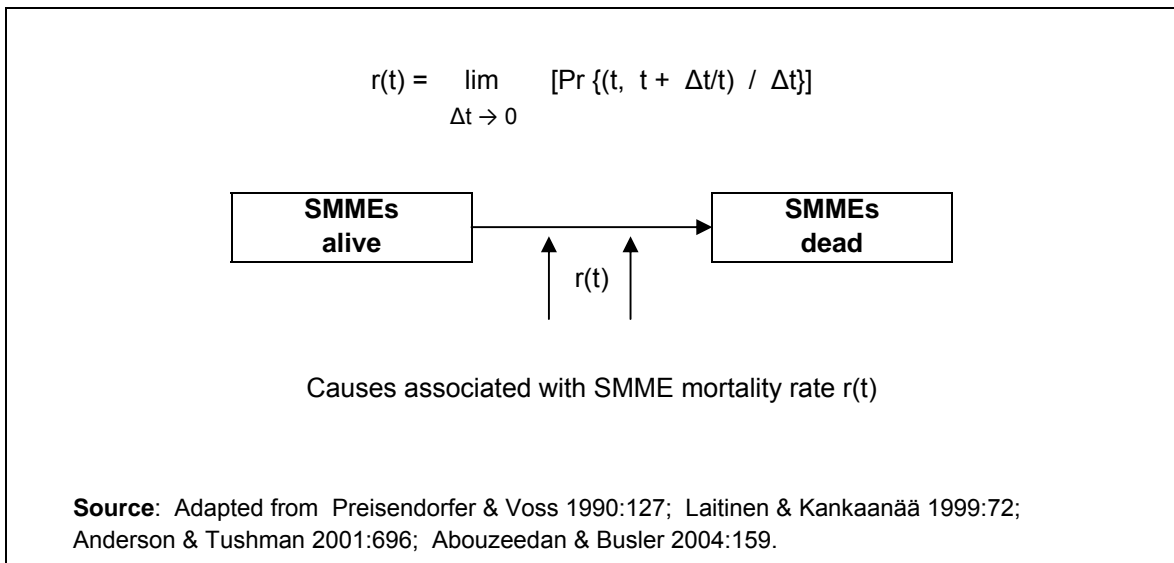 r(t) = lim [Pr {(t, t + Δt/t) / Δt}]
Δt → 0
SMMEs
alive
SMMEs
dead
r(t)
Causes associated with SMME mortality rate r(t)
Source: Adapted from Preisendorfer & Voss 1990:127; Laitinen & Kankaanää 1999:72;
Anderson & Tushman 2001:696; Abouzeedan & Busler 2004:159.